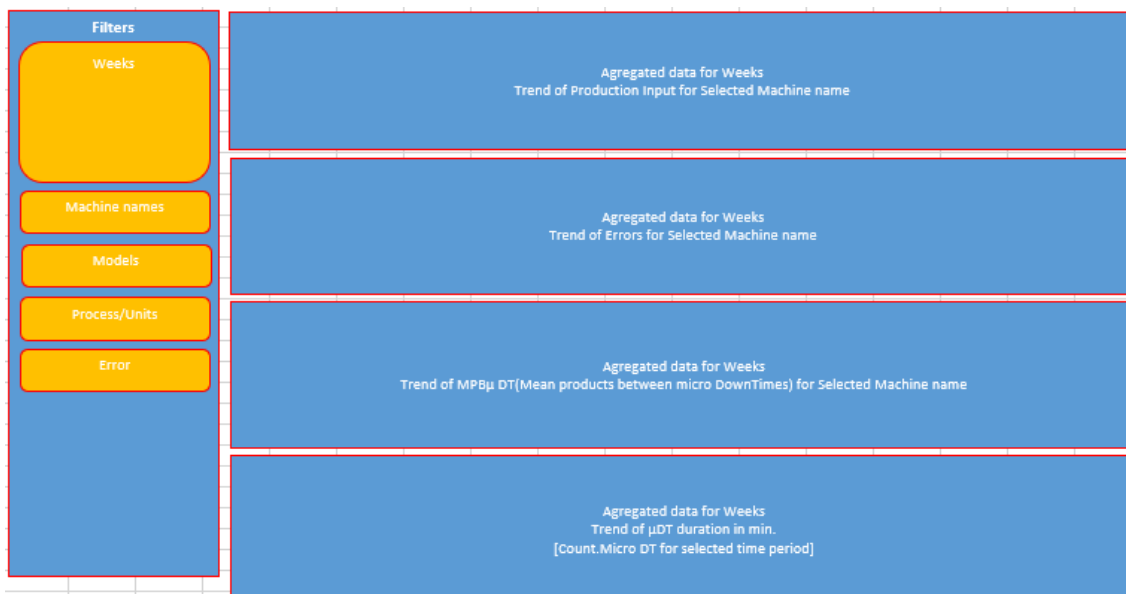 Filters
Weeks
Machine names
Models
Process/Units
Error
Agregated data for Weeks
Trend of Production Input for Selected Machine name
Agregated data for Weeks
Trend of Errors for Selected Machine name
Agregated data for Weeks
Trend of MPBµ DT(Mean products between micro DownTimes) for Selected Machine name
Agregated data for Weeks
Trend of µDT duration in min.
[Count.Micro DT for selected time period]